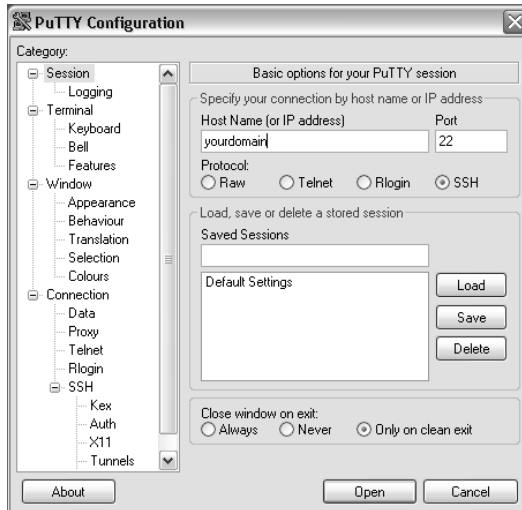 PuTTY Configuration
Category:
Session
Logging
Terminal
Keyboard
Bell
Features
Window
Appearance
Behaviour
Translation
Selection
Colours
Connection
Data
Proxy
Telnet
Rlogin
SSH
Kex
Auth
X11
Tunnels
Basic options for your PuTTY session
Specify your connection by host name or IP address
Host Name (or IP address) Port
yourdomain 22
Protocol:
Raw Telnet Rlogin SSH
Load, save or delete a stored session
Saved Sessions
Default Settings
Load
Save
Delete
Close window on exit:
Always Never Only on clean exit
About Open Cancel